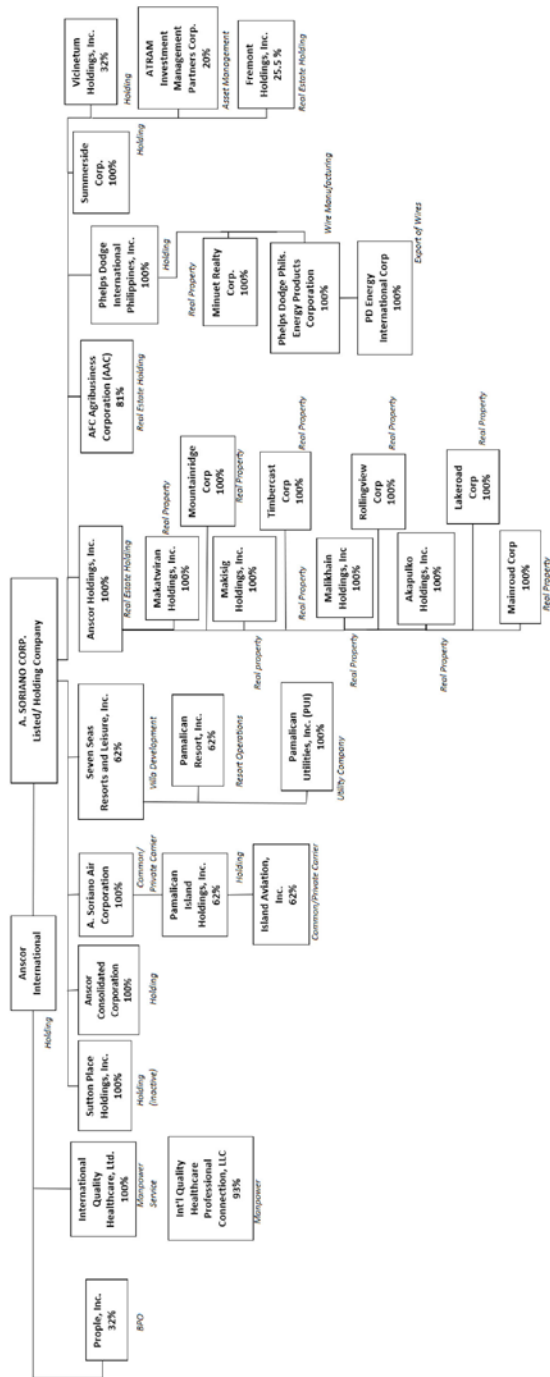 A. SORIANO CORP.
Listed/ Holding Company
Anscor
International
Holding
Prople, Inc.
32%
BPO
International
Quality
Healthcare, Ltd.
100%
Manpower
Service
Int'l Quality
Healthcare
Professional
Connection, LLC
93%
Manpower
Sutton Place
Holdings, Inc.
100%
Holding
(inactive)
Anscor
Consolidated
Corporation
100%
Holding
A. Soriano Air
Corporation
100%
Common/
Private Carrier
Pamalican
Island
Holdings, Inc.
62%
Holding
Island Aviation,
Inc.
62%
Common/Private Carrier
Seven Seas
Resorts and Leisure, Inc.
62%
Villa Development
Pamalican
Resort, Inc.
62%
Resort Operations
Pamalican
Utilities, Inc. (PUI)
100%
Utility Company
Anscor Holdings, Inc.
100%
Real Estate Holding
Makatwiran
Holdings, Inc.
100%
Real Property
Mountainridge
Corp
100%
Real Property
Makisig
Holdings, Inc.
100%
Real property
Timbercast
Corp
100%
Real Property
Real Property
Malikhain
Holdings, Inc
100%
Real Property
Rollingview
Corp
100%
Real Property
Akapulko
Holdings, Inc.
100%
Real Property
Lakeroad
Corp
100%
Real Property
Mainroad Corp
100%
Real Property
AFC Agribusiness
Corporation (AAC)
81%
Real Estate Holding
Phelps Dodge
International
Philippines, Inc.
100%
Holding
Real Property
Minuet Realty
Corp.
100%
Phelps Dodge Phils.
Energy Products
Corporation
100%
Wire Manufacturing
PD Energy
International Corp
100%
Export of Wires
Summerside
Corp.
100%
Holding
Vicinetum
Holdings, Inc.
32%
Holding
ATRAM
Investment
Management
Partners Corp.
20%
Asset Management
Fremont
Holdings, Inc.
25.5 %
Real Estate Holding